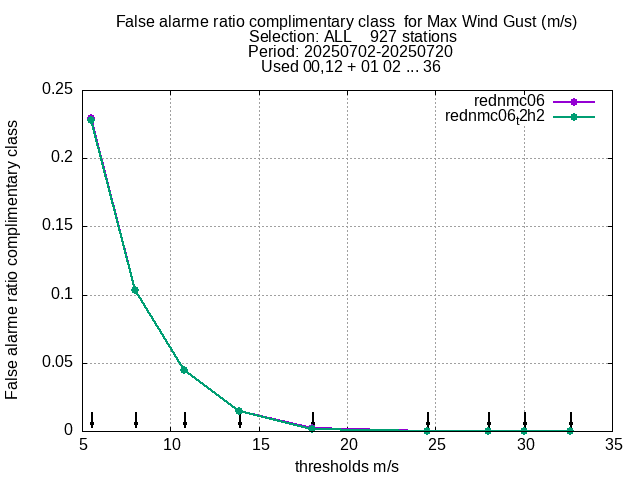 False alarme ratio complimentary class  for Max Wind Gust (m/s)
Selection: ALL    927 stations
Period: 20250702-20250720
Used 00,12 + 01 02 ... 36
rednmc06
rednmc06_t2h2
False alarme ratio complimentary class
0.25
0.2
0.15
0.1
0.05
0
5 10 15 20 25 30 35
thresholds m/s